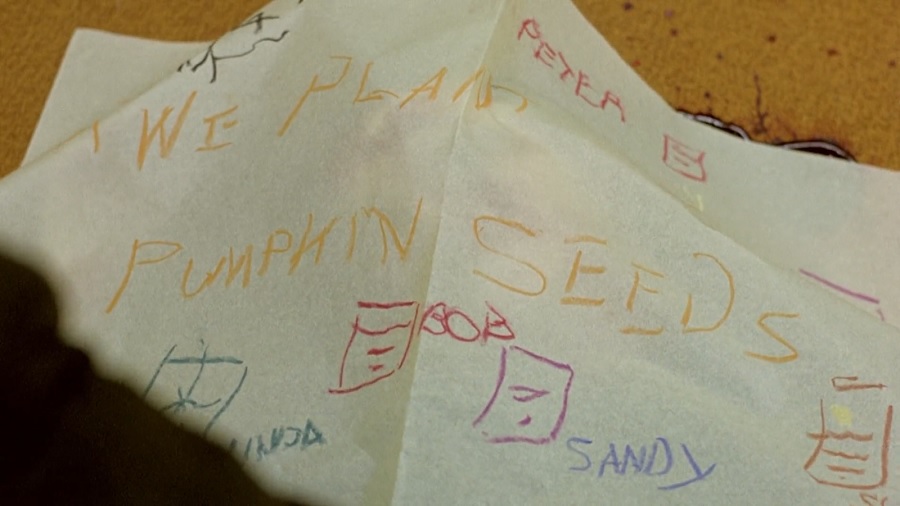 WE PLAN
PETER
PUMPKIN SEEDS
BOB
SANDY